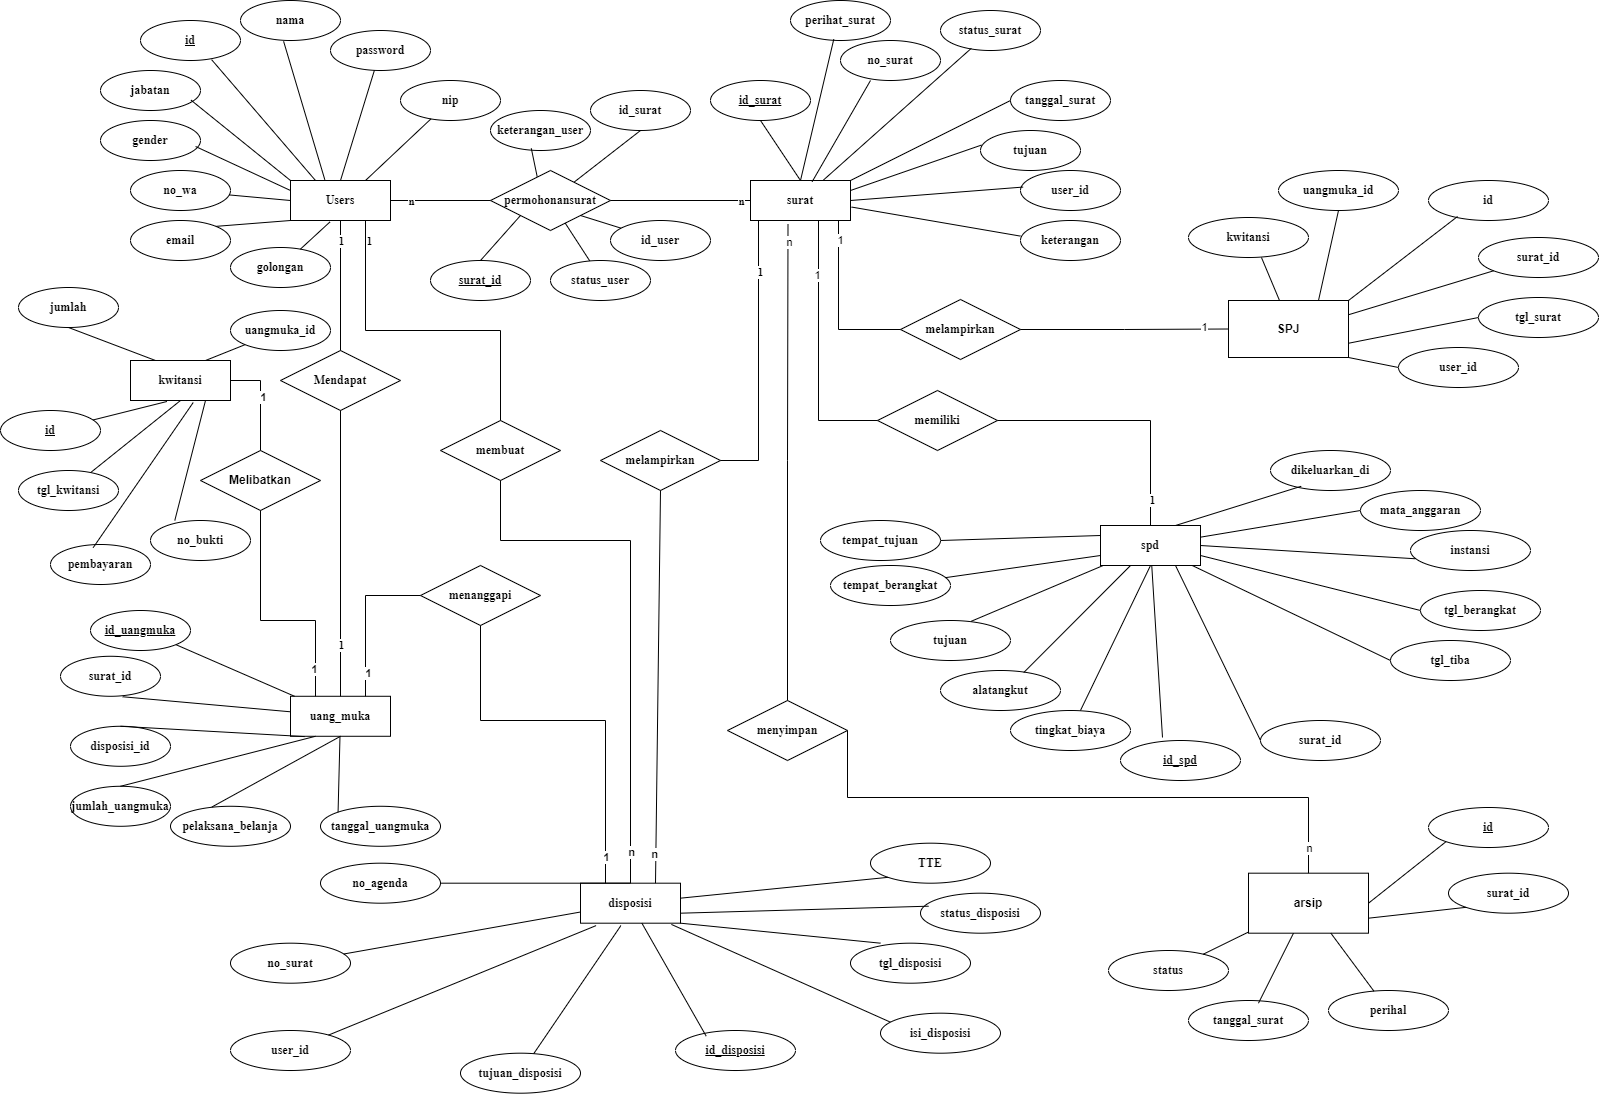 nama
perihat_surat
status_surat
id
password
no_surat
jabatan
nip
id_surat
id_surat
tanggal_surat
keterangan_user
gender
tujuan
no_wa
Users
n
permohonansurat
n
surat
user_id
uangmuka_id
id
email
1
1
id_user
n
1
keterangan
kwitansi
golongan
surat_id
status_user
1
1
surat_id
jumlah
uangmuka_id
melampirkan
1
SPJ
tgl_surat
kwitansi
1
Mendapat
user_id
id
membuat
melampirkan
memiliki
tgl_kwitansi
Melibatkan
1
dikeluarkan_di
mata_anggaran
no_bukti
tempat_tujuan
spd
instansi
pembayaran
tempat_berangkat
menanggapi
tgl_berangkat
id_uangmuka
1
tujuan
surat_id
1
1
tgl_tiba
alatangkut
uang_muka
menyimpan
tingkat_biaya
surat_id
disposisi_id
id_spd
jumlah_uangmuka
pelaksana_belanja
tanggal_uangmuka
id
1
n
n
n
no_agenda
TTE
disposisi
status_disposisi
arsip
surat_id
no_surat
tgl_disposisi
status
user_id
tujuan_disposisi
id_disposisi
isi_disposisi
tanggal_surat
perihal